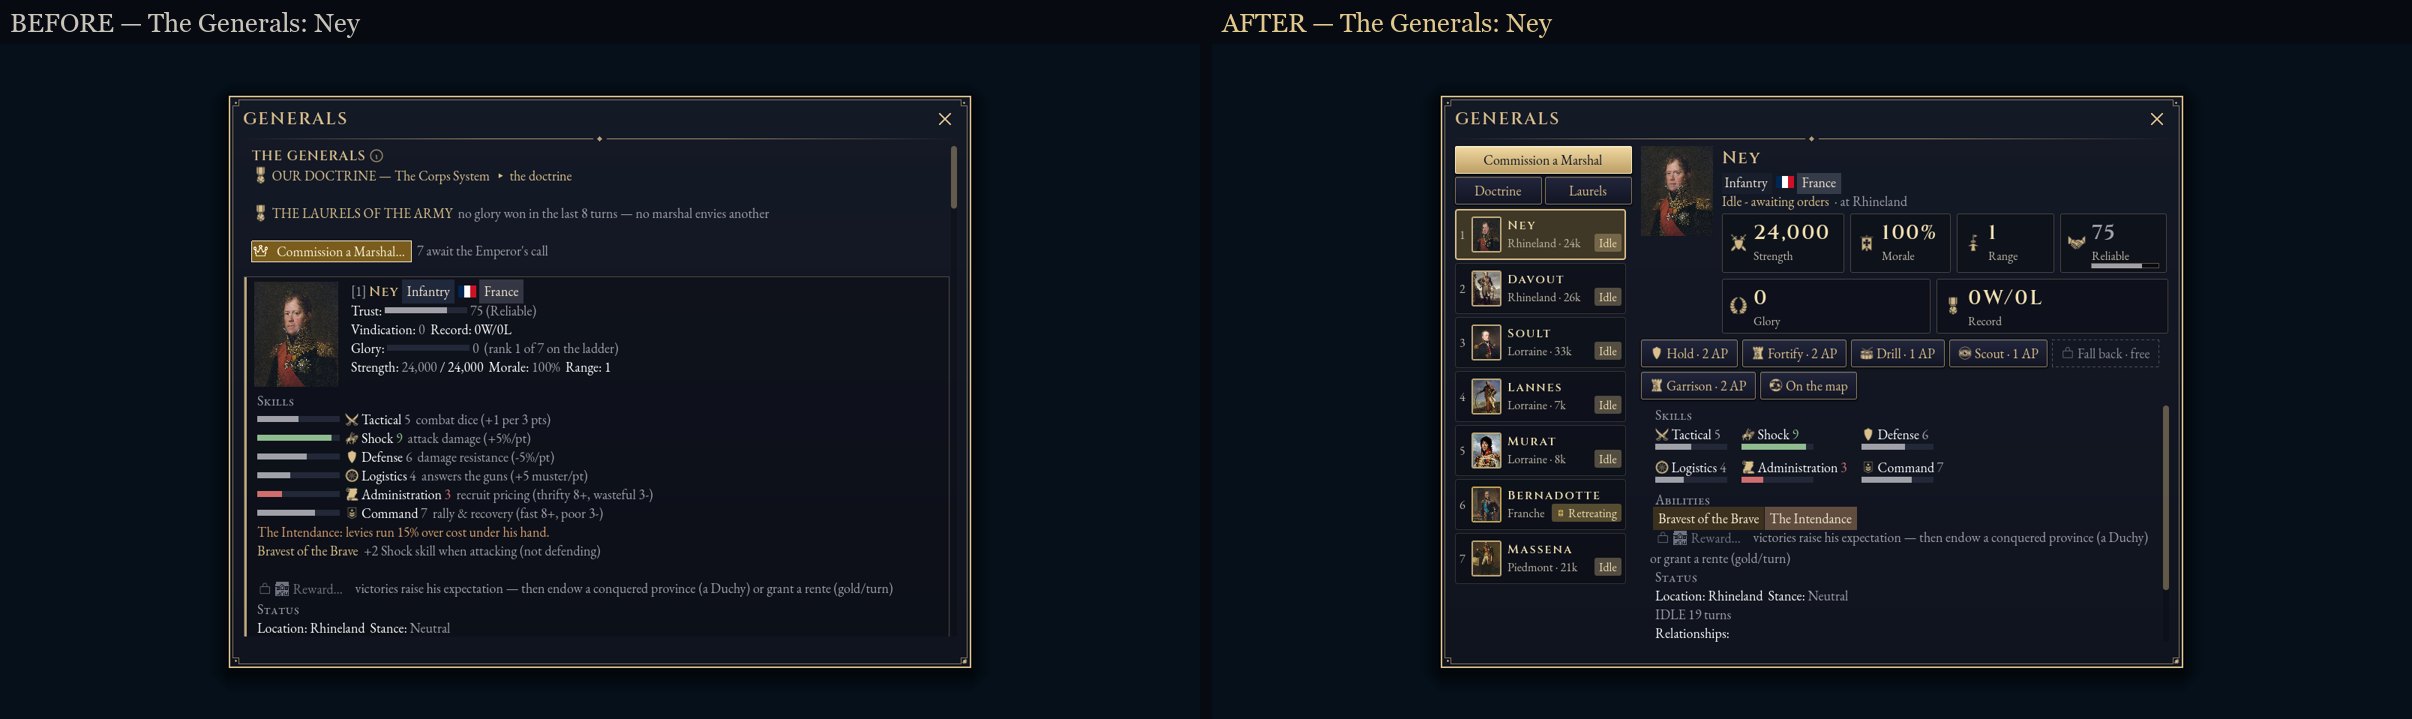 BEFORE — The Generals: Ney
GENERALS
THE GENERALS
OUR DOCTRINE — The Corps System ‣ the doctrine
THE LAURELS OF THE ARMY no glory won in the last 8 turns — no marshal envies another
Commission a Marshal... 7 await the Emperor's call
[1] NEY Infantry France
Trust: 75 (Reliable)
Vindication: 0 Record: 0W/0L
Glory: 0 (rank 1 of 7 on the ladder)
Strength: 24,000 / 24,000 Morale: 100% Range: 1
SKILLS
Tactical 5 combat dice (+1 per 3 pts)
Shock 9 attack damage (+5%/pt)
Defense 6 damage resistance (-5%/pt)
Logistics 4 answers the guns (+5 muster/pt)
Administration 3 recruit pricing (thrifty 8+, wasteful 3-)
Command 7 rally & recovery (fast 8+, poor 3-)
The Intendance: levies run 15% over cost under his hand.
Bravest of the Brave +2 Shock skill when attacking (not defending)
Reward... victories raise his expectation — then endow a conquered province (a Duchy) or grant a rente (gold/turn)
STATUS
Location: Rhineland Stance: Neutral
AFTER — The Generals: Ney
GENERALS
Commission a Marshal
Doctrine Laurels
1 NEY
Rhineland · 24k Idle
2 DAVOUT
Rhineland · 26k Idle
3 SOULT
Lorraine · 33k Idle
4 LANNES
Lorraine · 7k Idle
5 MURAT
Lorraine · 8k Idle
6 BERNADOTTE
Franche Retreating
7 MASSENA
Piedmont · 21k Idle
NEY
Infantry France
Idle - awaiting orders · at Rhineland
24,000 100% 1 75
Strength Morale Range Reliable
0 0W/0L
Glory Record
Hold · 2 AP Fortify · 2 AP Drill · 1 AP Scout · 1 AP Fall back · free
Garrison · 2 AP On the map
SKILLS
Tactical 5 Shock 9 Defense 6
Logistics 4 Administration 3 Command 7
ABILITIES
Bravest of the Brave The Intendance
Reward... victories raise his expectation — then endow a conquered province (a Duchy)
or grant a rente (gold/turn)
STATUS
Location: Rhineland Stance: Neutral
IDLE 19 turns
Relationships: